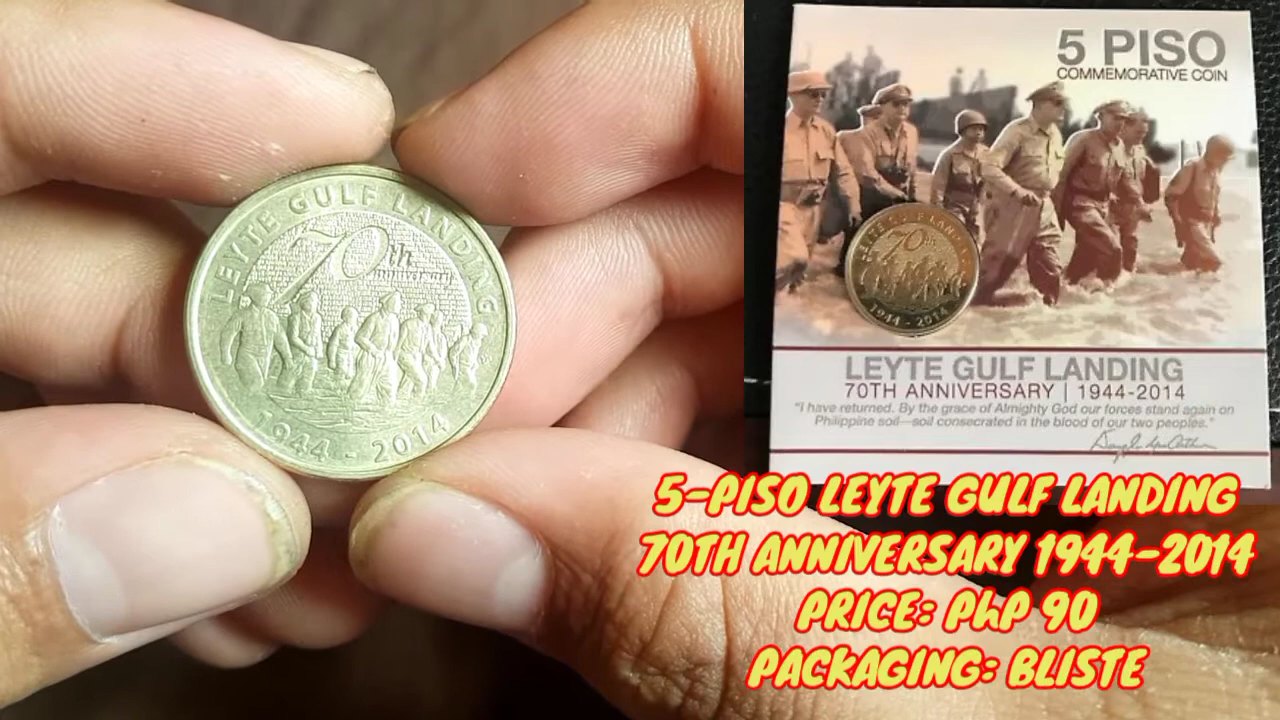 LEYTE GULF LANDING
70th
anniversary
1944 - 2014
5 PISO
COMMEMORATIVE COIN
LEYTE GULF LANDING
70th
1944 - 2014
LEYTE GULF LANDING
70TH ANNIVERSARY | 1944-2014
"I have returned. By the grace of Almighty God our forces stand again on
Philippine soil—soil consecrated in the blood of our two peoples."
Douglas MacArthur
5-PISO LEYTE GULF LANDING
70TH ANNIVERSARY 1944-2014
PRICE: PhP 90
PACKAGING: BLISTE